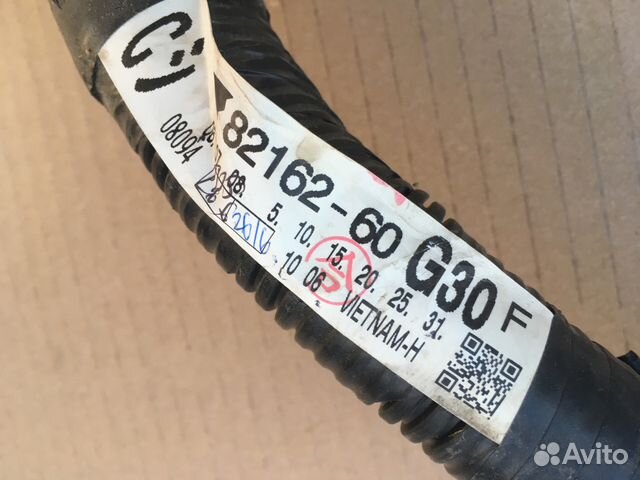 82162-60 G30 F
5. 10. 15. 20. 25. 31.
08094
10 06 VIETNAM-H
Avito